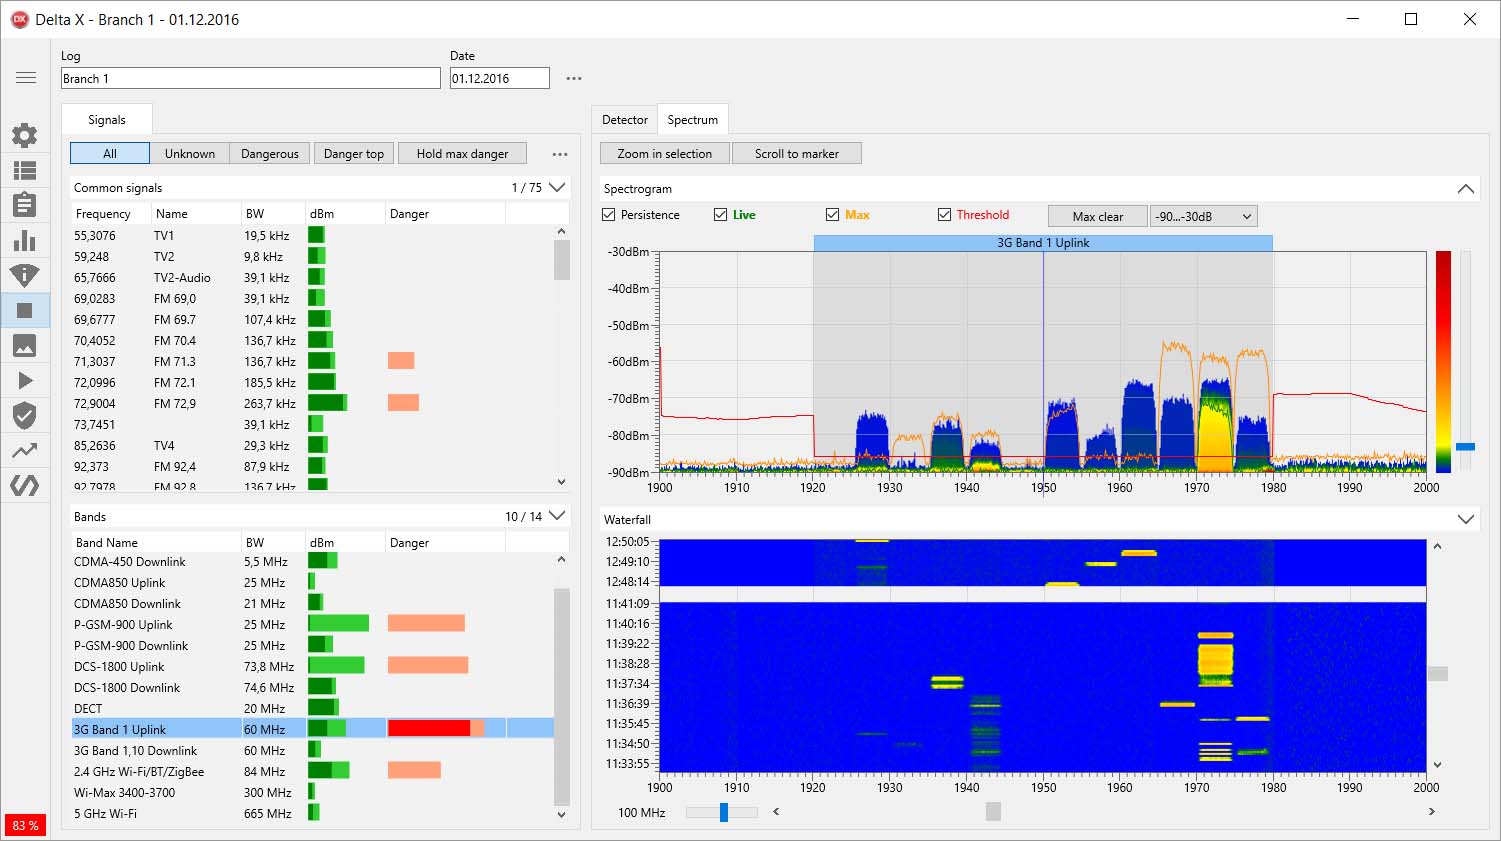 DX Delta X - Branch 1 - 01.12.2016
Log Date
Branch 1 01.12.2016 ...
Signals
All Unknown Dangerous Danger top Hold max danger ...
Common signals 1 / 75
Frequency Name BW dBm Danger
55,3076 TV1 19,5 kHz
59,248 TV2 9,8 kHz
65,7666 TV2-Audio 39,1 kHz
69,0283 FM 69,0 39,1 kHz
69,6777 FM 69.7 107,4 kHz
70,4052 FM 70.4 136,7 kHz
71,3037 FM 71.3 136,7 kHz
72,0996 FM 72.1 185,5 kHz
72,9004 FM 72,9 263,7 kHz
73,7451 39,1 kHz
85,2636 TV4 29,3 kHz
92,373 FM 92,4 87,9 kHz
92,7978 FM 92,8 136,7 kHz
Bands 10 / 14
Band Name BW dBm Danger
CDMA-450 Downlink 5,5 MHz
CDMA850 Uplink 25 MHz
CDMA850 Downlink 21 MHz
P-GSM-900 Uplink 25 MHz
P-GSM-900 Downlink 25 MHz
DCS-1800 Uplink 73,8 MHz
DCS-1800 Downlink 74,6 MHz
DECT 20 MHz
3G Band 1 Uplink 60 MHz
3G Band 1,10 Downlink 60 MHz
2.4 GHz Wi-Fi/BT/ZigBee 84 MHz
Wi-Max 3400-3700 300 MHz
5 GHz Wi-Fi 665 MHz
83 %
Detector Spectrum
Zoom in selection Scroll to marker
Spectrogram
Persistence Live Max Threshold Max clear -90...-30dB
3G Band 1 Uplink
-30dBm
-40dBm
-50dBm
-60dBm
-70dBm
-80dBm
-90dBm
1900 1910 1920 1930 1940 1950 1960 1970 1980 1990 2000
Waterfall
12:50:05
12:49:10
12:48:14
11:41:09
11:40:16
11:39:22
11:38:28
11:37:34
11:36:39
11:35:45
11:34:50
11:33:55
1900 1910 1920 1930 1940 1950 1960 1970 1980 1990 2000
100 MHz